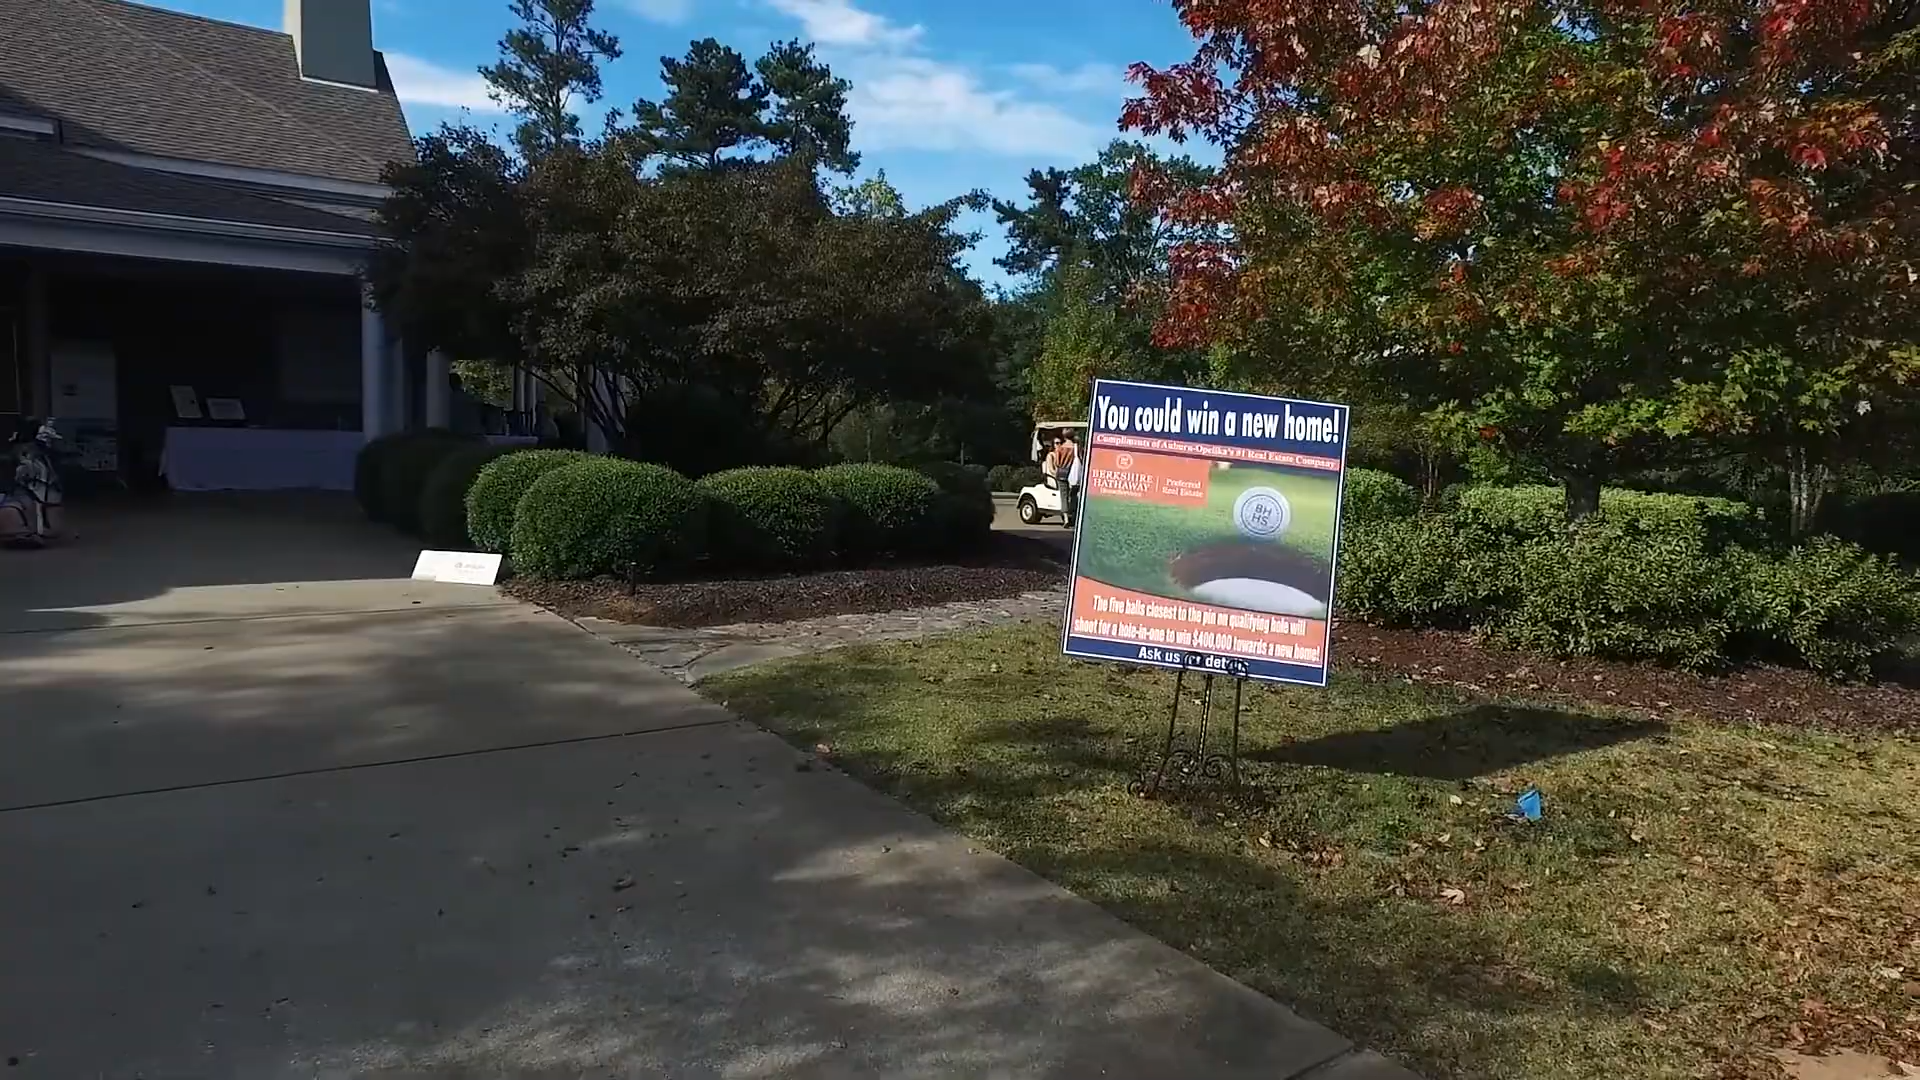 You could win a new home!
Compliments of Auburn-Opelika's #1 Real Estate Company
BERKSHIRE
HATHAWAY
HomeServices
Preferred
Real Estate
BH
HS
The five balls closest to the pin on qualifying hole will
shoot for a hole-in-one to win $400,000 towards a new home!
Ask us for details